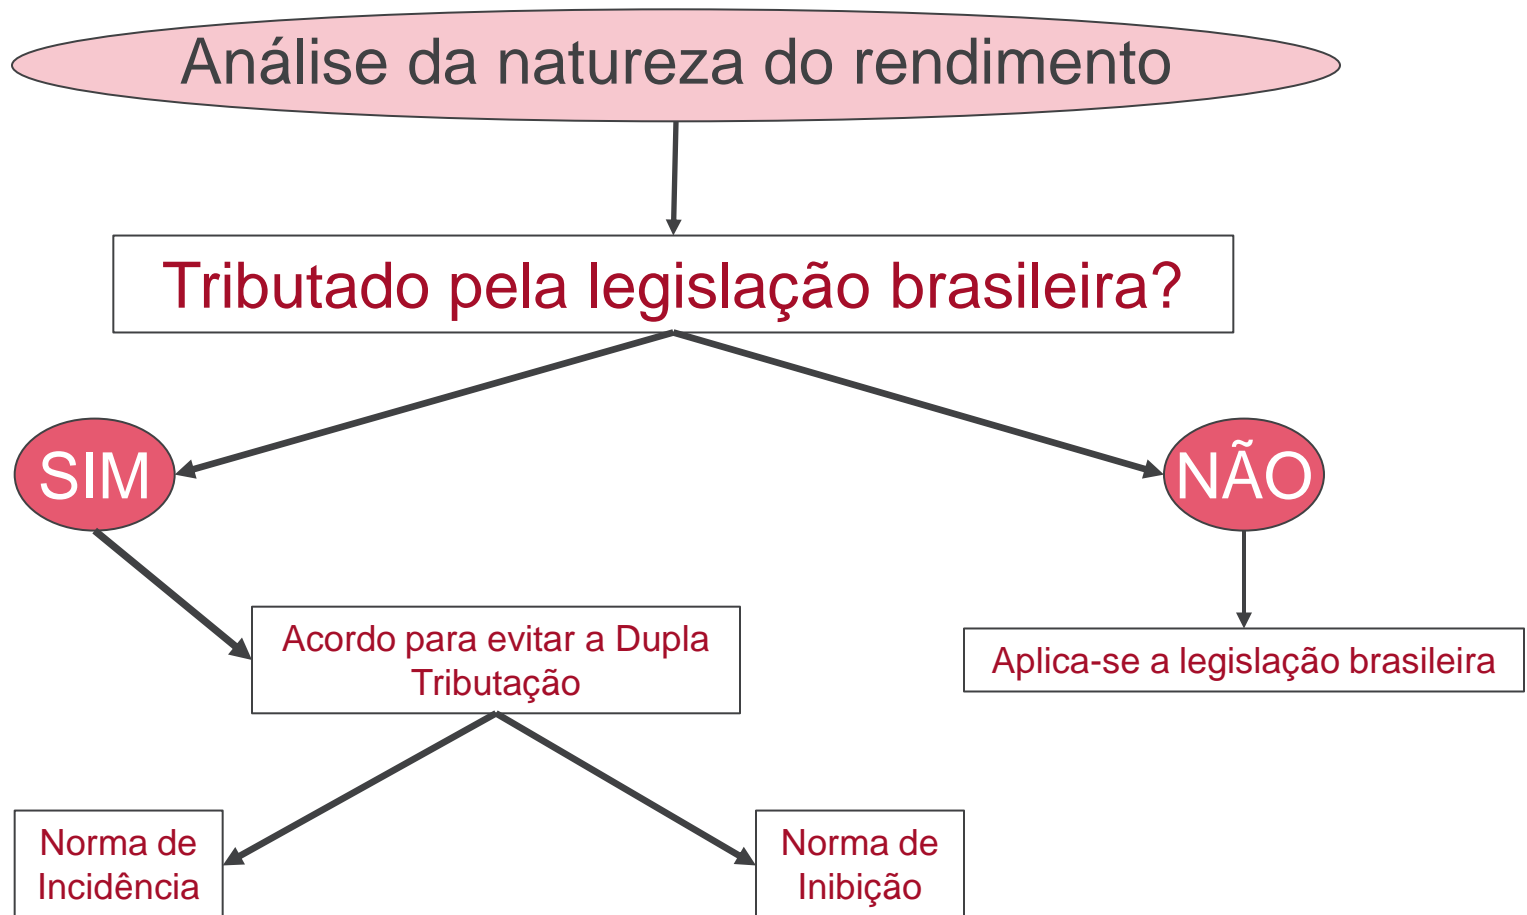 Análise da natureza do rendimento
Tributado pela legislação brasileira?
SIM
NÃO
Acordo para evitar a Dupla
Tributação
Aplica-se a legislação brasileira
Norma de
Incidência
Norma de
Inibição